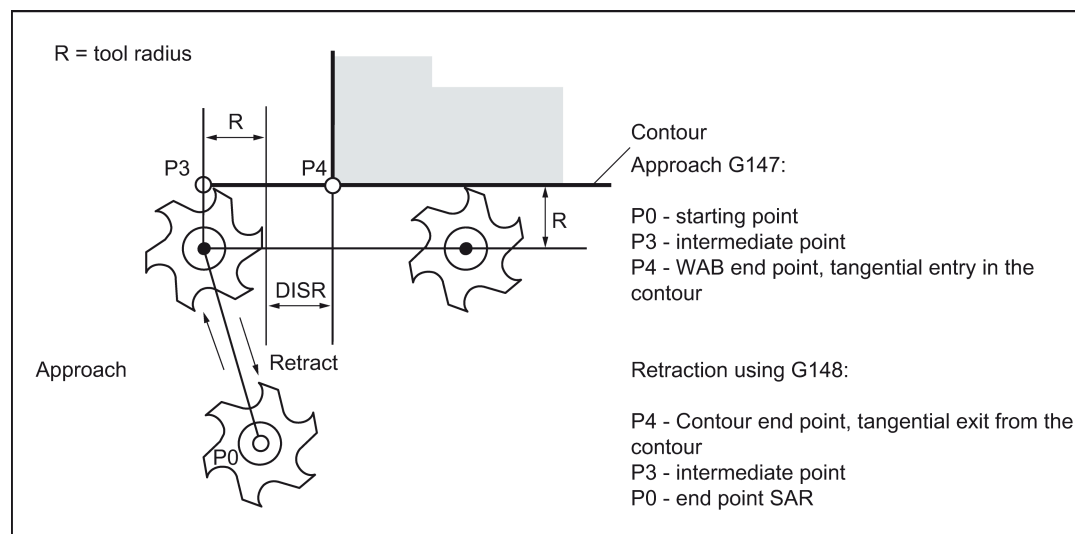 R = tool radius
R
P3
P4
R
DISR
Approach
Retract
P0
Contour
Approach G147:
P0 - starting point
P3 - intermediate point
P4 - WAB end point, tangential entry in the
contour
Retraction using G148:
P4 - Contour end point, tangential exit from the
contour
P3 - intermediate point
P0 - end point SAR